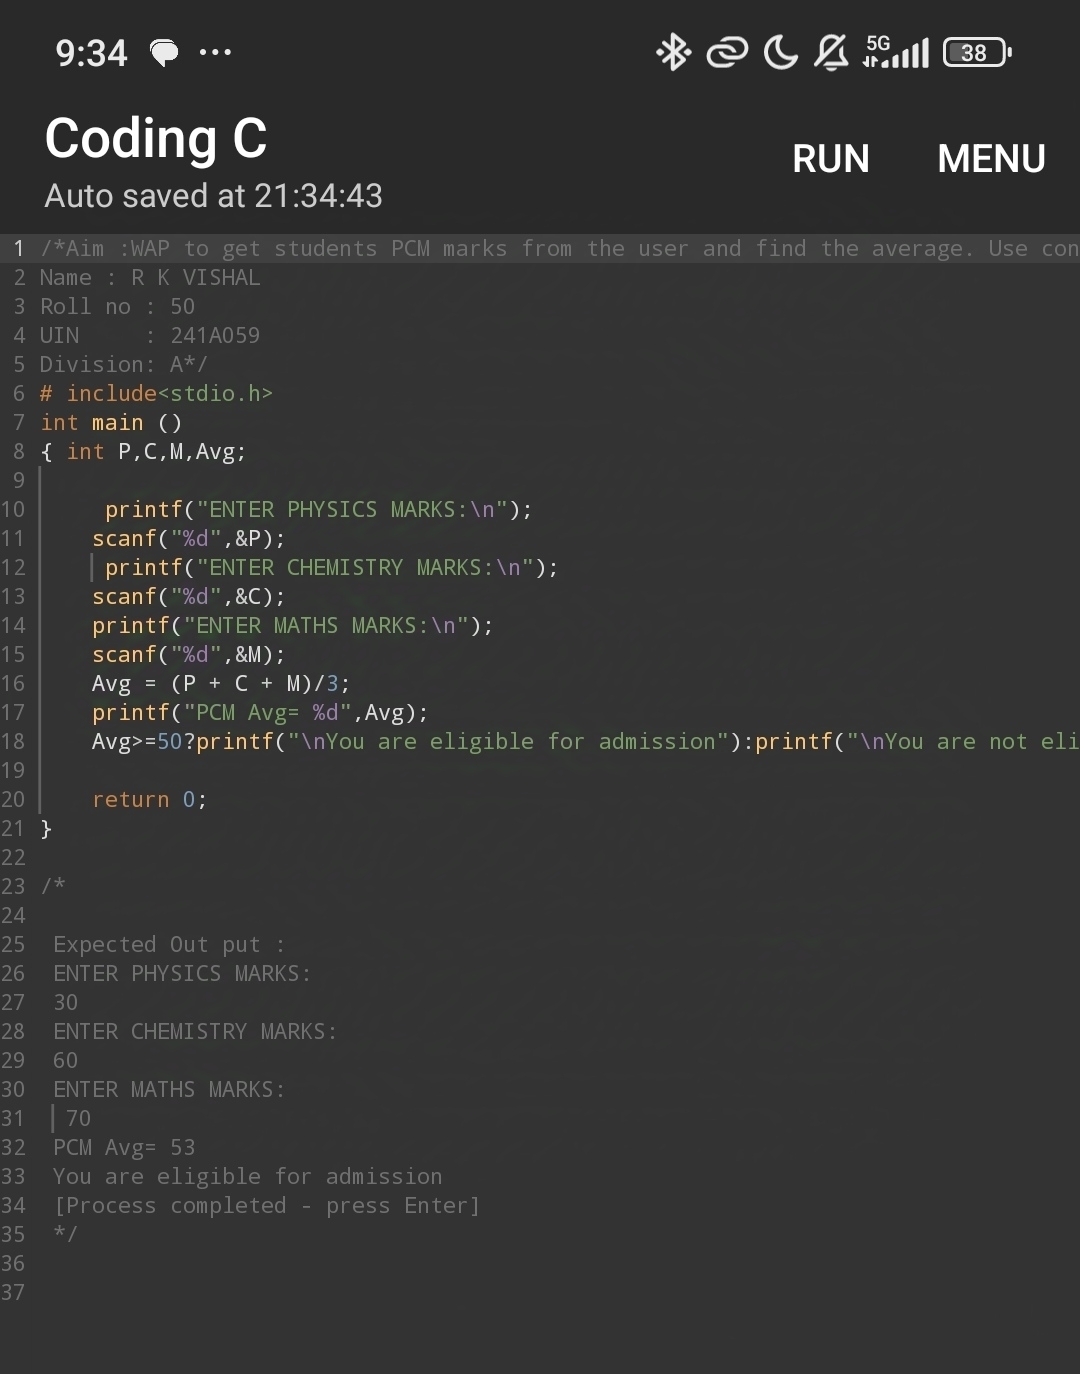 9:34 ... 5G 38
Coding C
Auto saved at 21:34:43
RUN MENU
1 /*Aim :WAP to get students PCM marks from the user and find the average. Use con
2 Name : R K VISHAL
3 Roll no : 50
4 UIN     : 241A059
5 Division: A*/
6 # include<stdio.h>
7 int main ()
8 { int P,C,M,Avg;
9
10      printf("ENTER PHYSICS MARKS:\n");
11     scanf("%d",&P);
12      printf("ENTER CHEMISTRY MARKS:\n");
13     scanf("%d",&C);
14     printf("ENTER MATHS MARKS:\n");
15     scanf("%d",&M);
16     Avg = (P + C + M)/3;
17     printf("PCM Avg= %d",Avg);
18     Avg>=50?printf("\nYou are eligible for admission"):printf("\nYou are not eli
19
20     return 0;
21 }
22
23 /*
24
25  Expected Out put :
26  ENTER PHYSICS MARKS:
27  30
28  ENTER CHEMISTRY MARKS:
29  60
30  ENTER MATHS MARKS:
31   70
32  PCM Avg= 53
33  You are eligible for admission
34  [Process completed - press Enter]
35  */
36
37